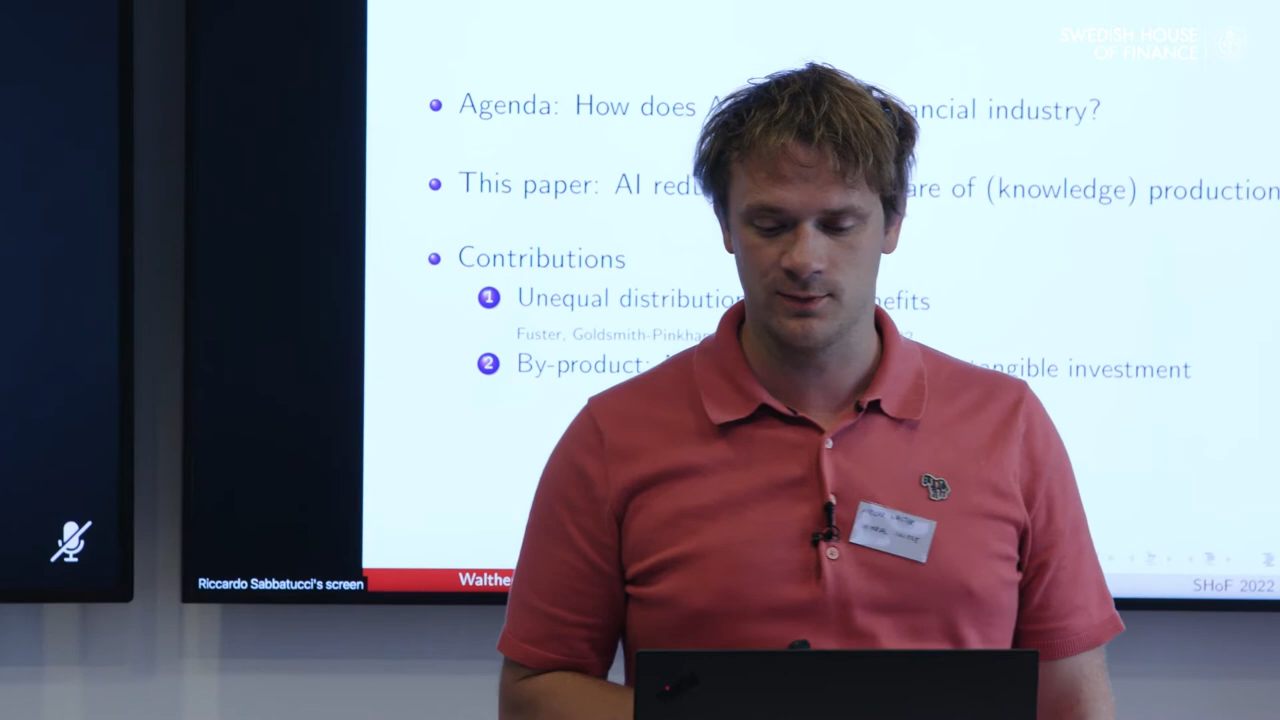 SWEDISH HOUSE
OF FINANCE
Agenda: How does A ancial industry?
This paper: AI redu are of (knowledge) production
Contributions
1 Unequal distribution nefits
Fuster, Goldsmith-Pinkham
2 By-product: tangible investment
Riccardo Sabbatucci's screen
Walthe
SHoF 2022